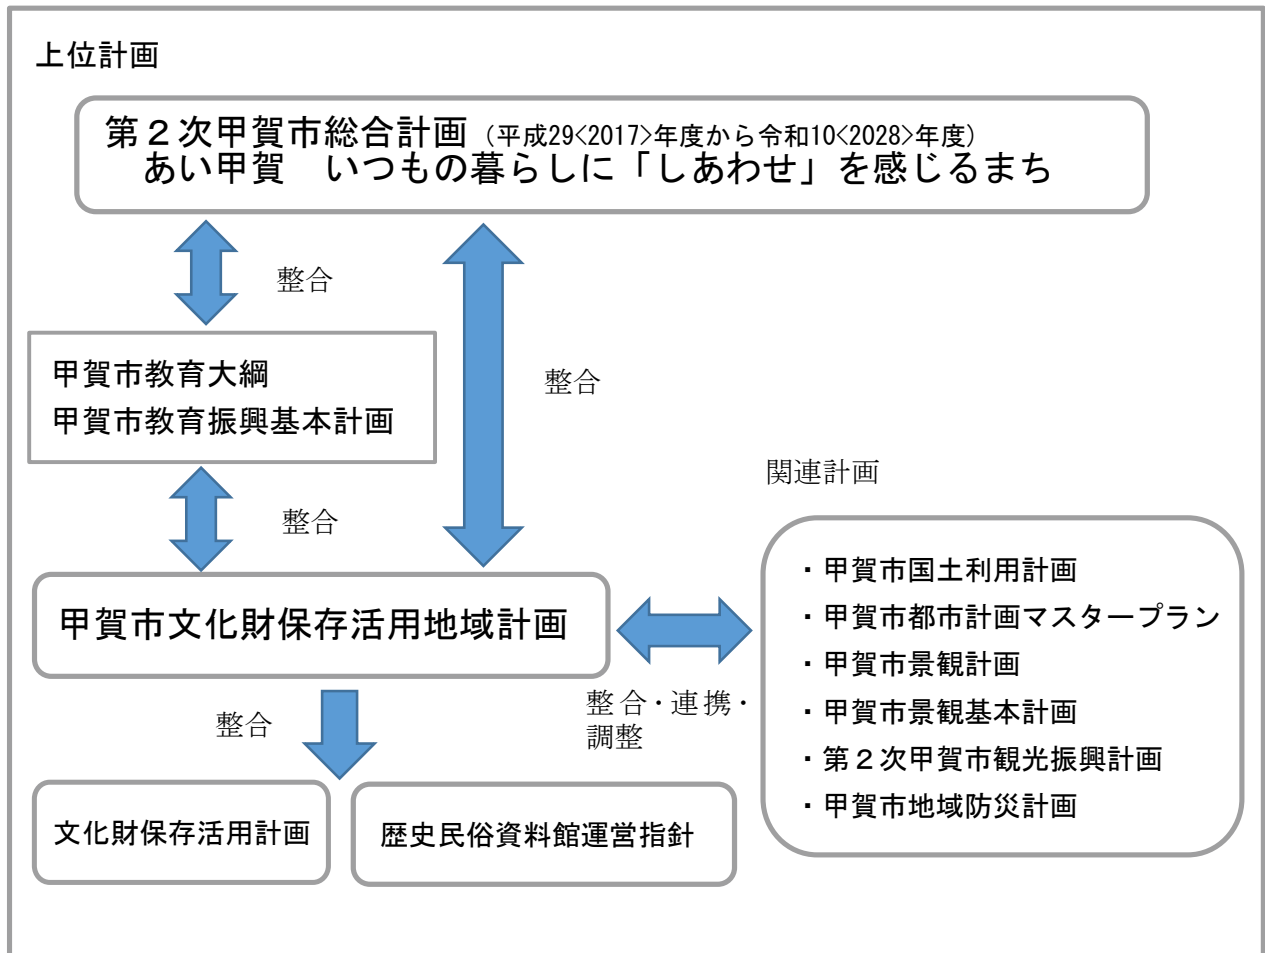 上位計画
第２次甲賀市総合計画（平成29<2017>年度から令和10<2028>年度）
あい甲賀　いつもの暮らしに「しあわせ」を感じるまち
整合
甲賀市教育大綱
甲賀市教育振興基本計画
整合
整合
甲賀市文化財保存活用地域計画
整合・連携・
調整
関連計画
・甲賀市国土利用計画
・甲賀市都市計画マスタープラン
・甲賀市景観計画
・甲賀市景観基本計画
・第２次甲賀市観光振興計画
・甲賀市地域防災計画
整合
文化財保存活用計画
歴史民俗資料館運営指針